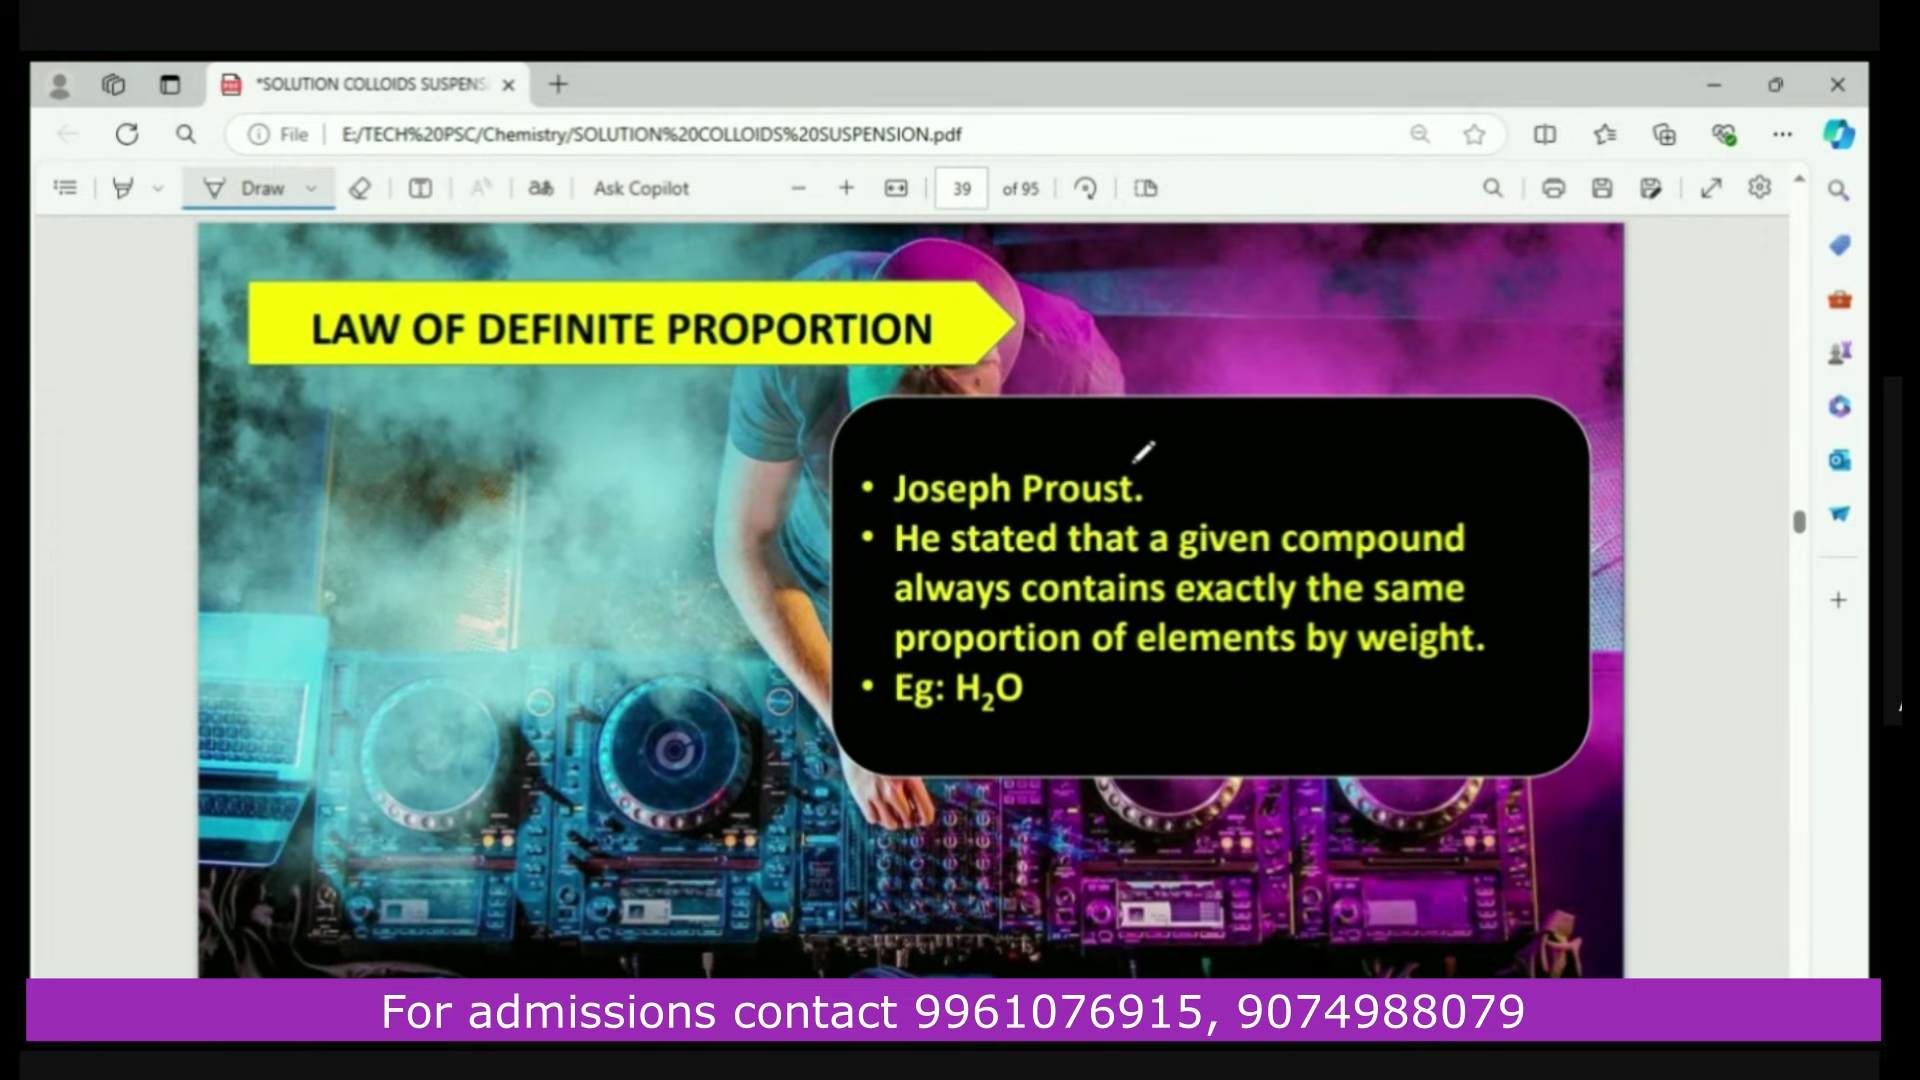 *SOLUTION COLLOIDS SUSPENS
File
E:/TECH%20PSC/Chemistry/SOLUTION%20COLLOIDS%20SUSPENSION.pdf
Draw
Ask Copilot
39 of 95
LAW OF DEFINITE PROPORTION
• Joseph Proust.
• He stated that a given compound
always contains exactly the same
proportion of elements by weight.
• Eg: H₂O
For admissions contact 9961076915, 9074988079